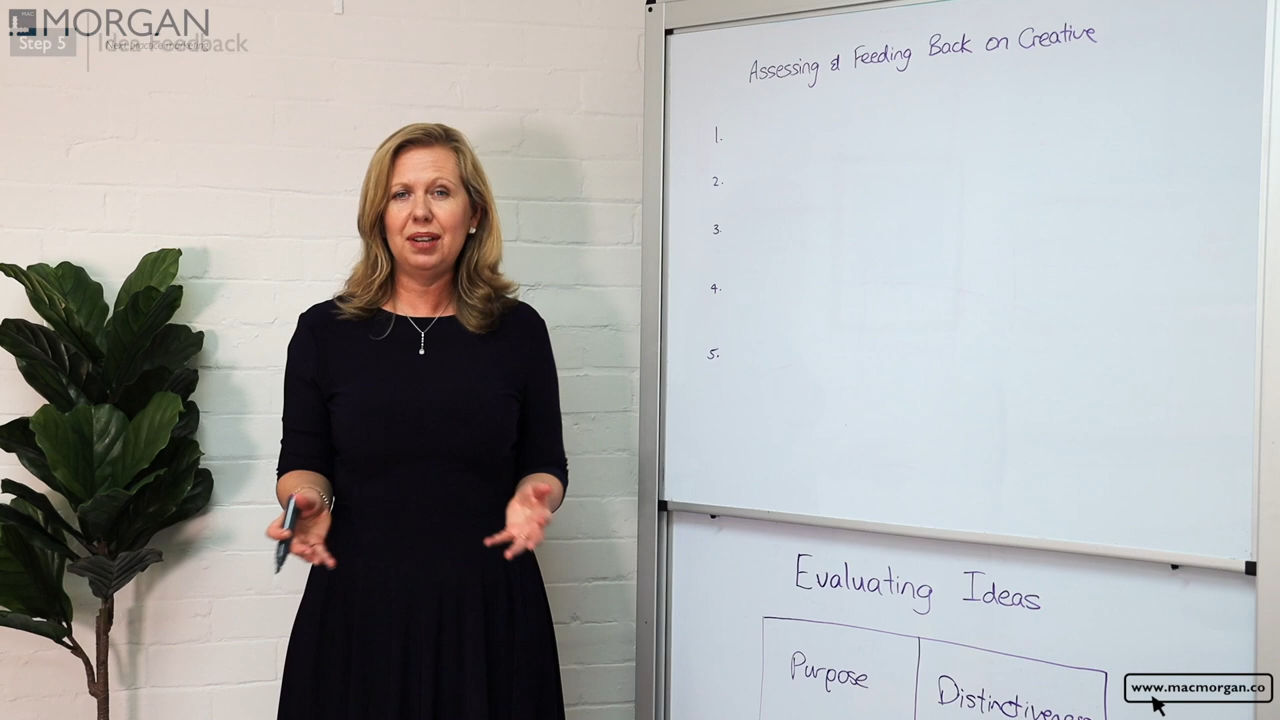 MAC
MORGAN
Step 5
Assessing & Feeding Back on Creative
1.
2.
3.
4.
5.
Evaluating Ideas
Purpose
Distinctiveness
www.macmorgan.co